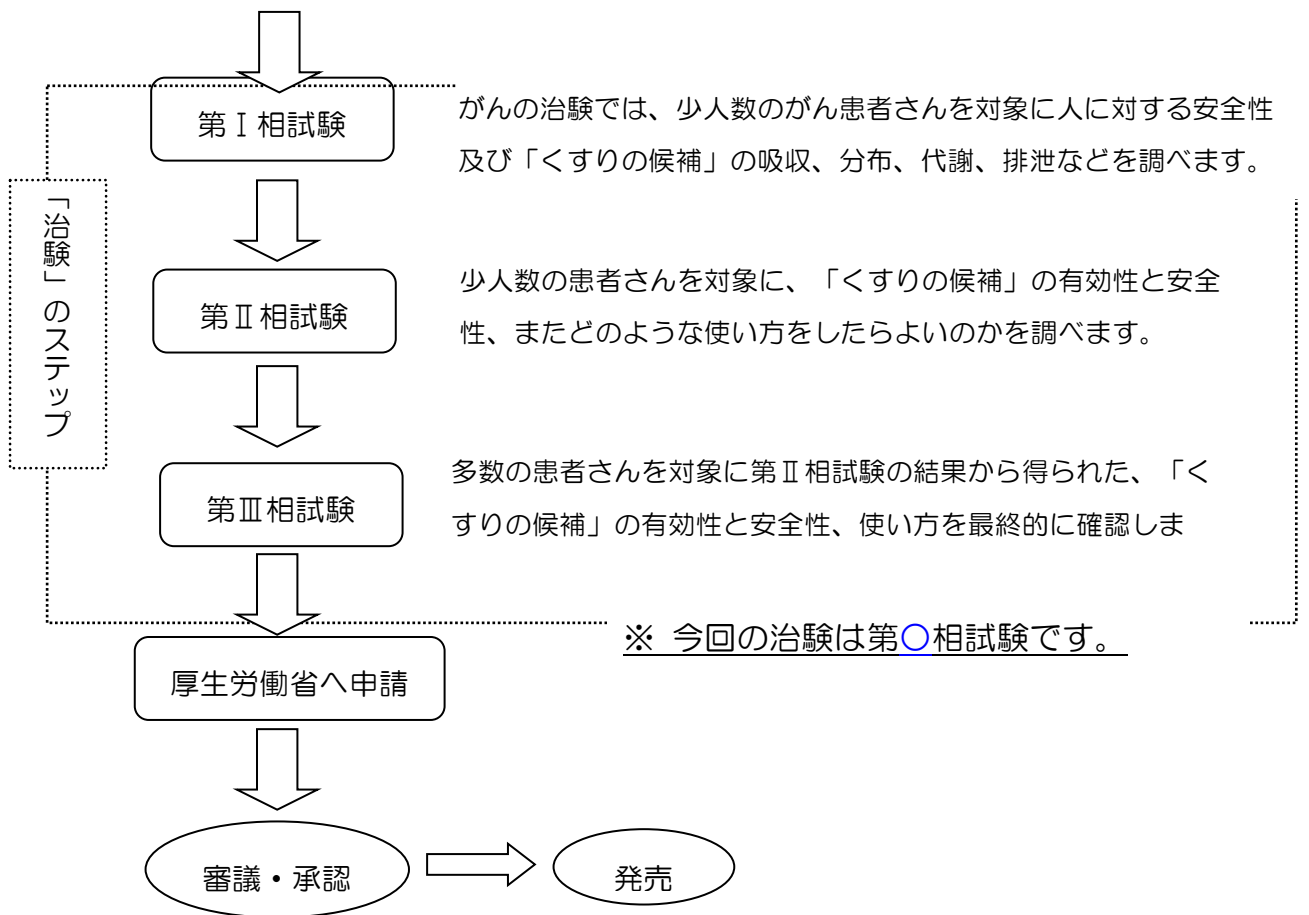 第Ⅰ相試験
がんの治験では、少人数のがん患者さんを対象に人に対する安全性
及び「くすりの候補」の吸収、分布、代謝、排泄などを調べます。
「治験」のステップ
第Ⅱ相試験
少人数の患者さんを対象に、「くすりの候補」の有効性と安全
性、またどのような使い方をしたらよいのかを調べます。
第Ⅲ相試験
多数の患者さんを対象に第Ⅱ相試験の結果から得られた、「く
すりの候補」の有効性と安全性、使い方を最終的に確認しま
※ 今回の治験は第〇相試験です。
厚生労働省へ申請
審議・承認
発売